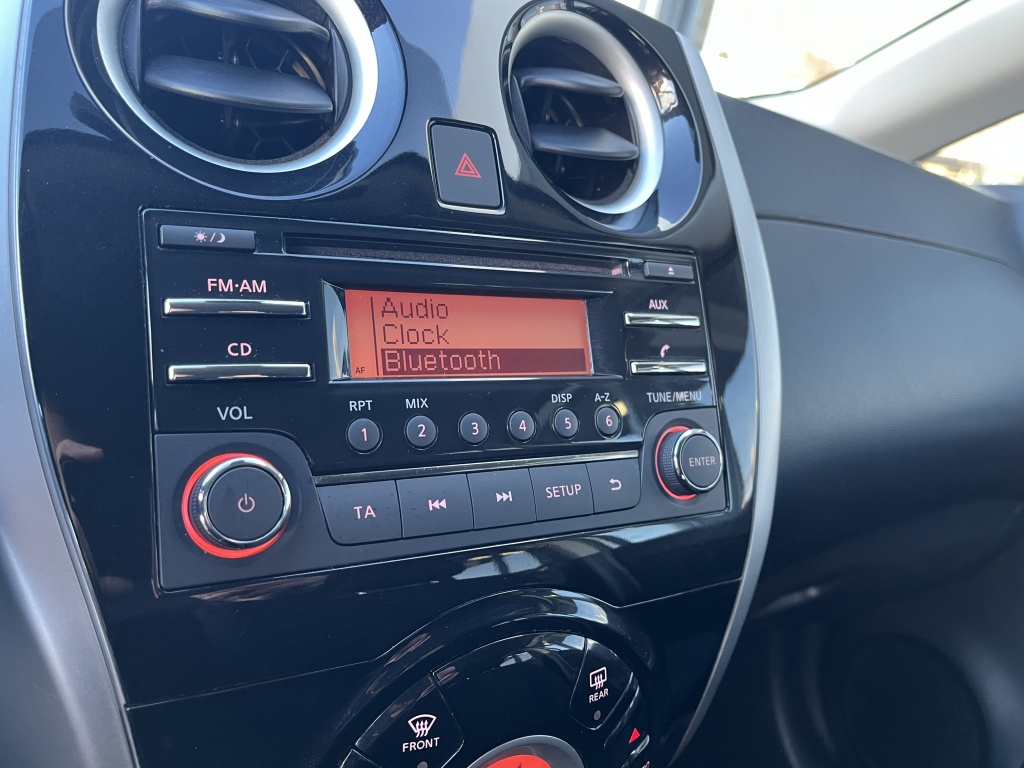 FM·AM
CD
VOL
AUX
Audio
Clock
Bluetooth
AF
RPT MIX DISP A-Z TUNE/MENU
1 2 3 4 5 6
ENTER
TA SETUP
REAR
FRONT